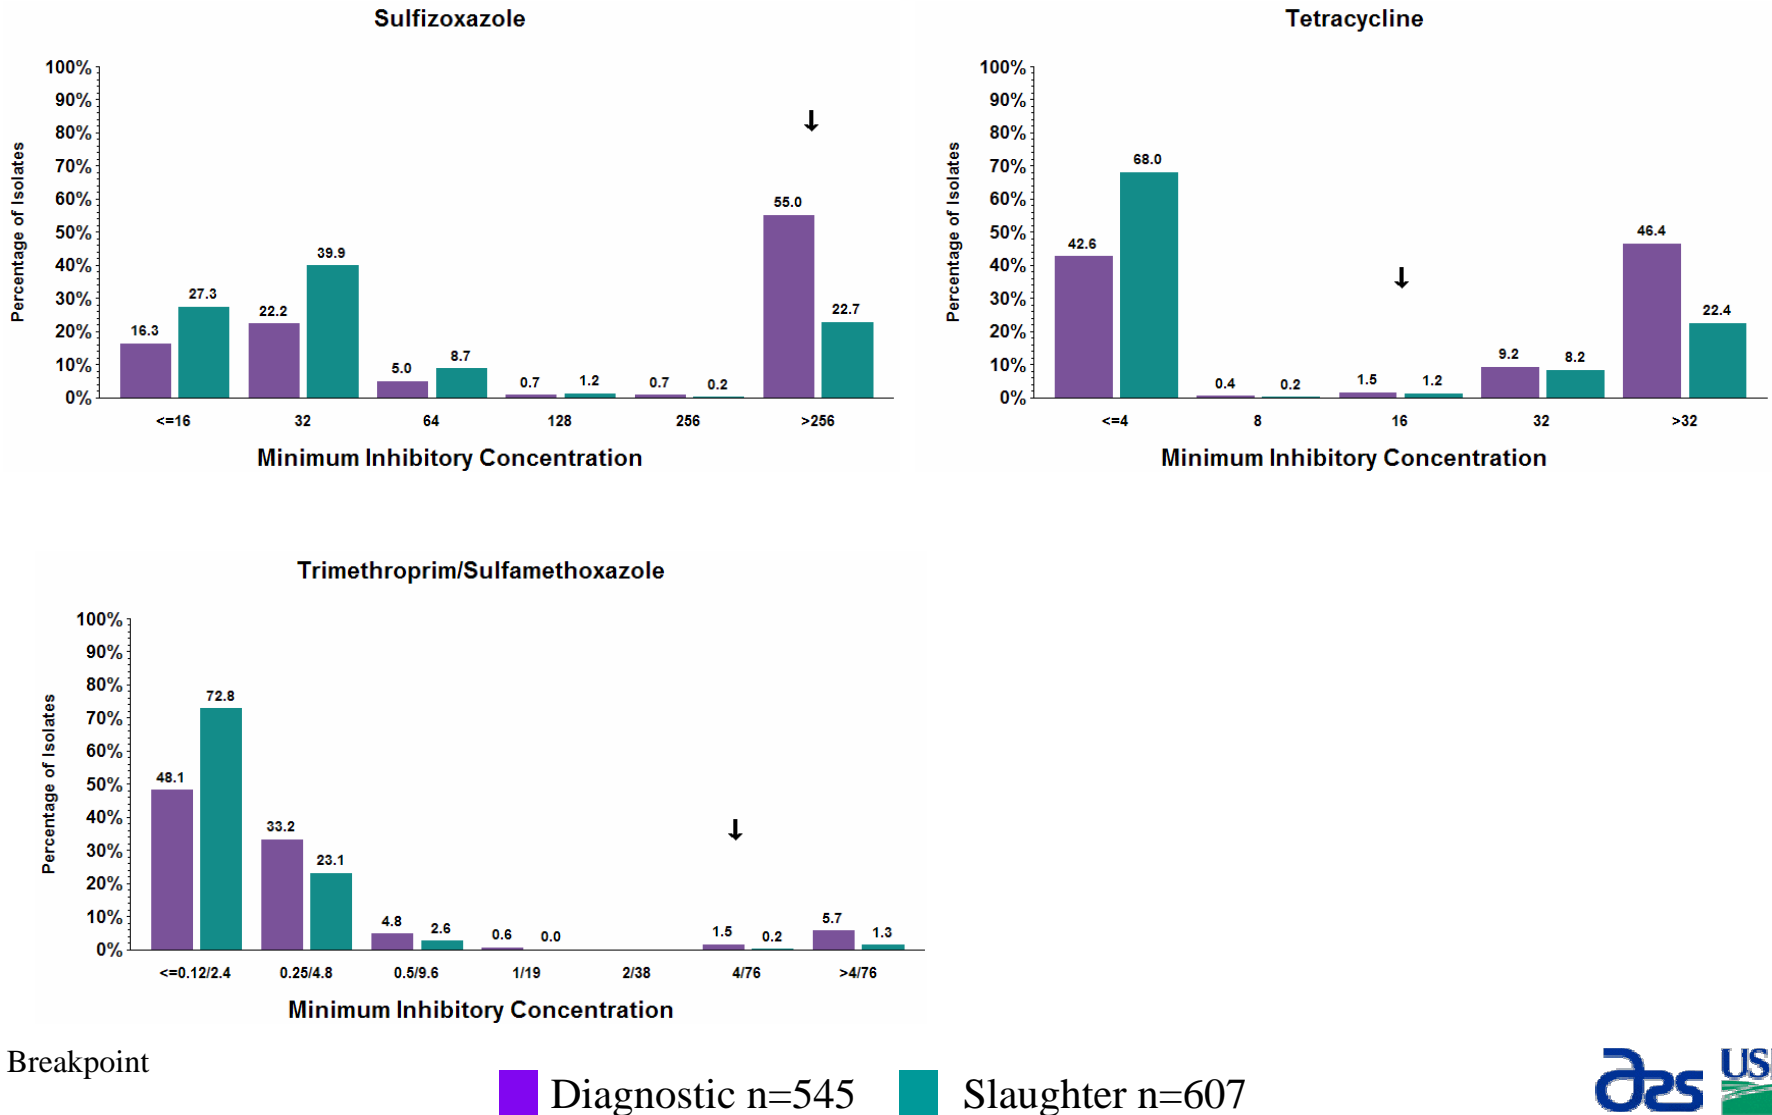 Sulfizoxazole
100%
90%
80%
70%
60%
50%
40%
30%
20%
10%
0%
Percentage of Isolates
16.3 27.3 22.2 39.9 5.0 8.7 0.7 1.2 0.7 0.2 55.0 22.7
<=16 32 64 128 256 >256
Minimum Inhibitory Concentration
Tetracycline
100%
90%
80%
70%
60%
50%
40%
30%
20%
10%
0%
Percentage of Isolates
42.6 68.0 0.4 0.2 1.5 1.2 9.2 8.2 46.4 22.4
<=4 8 16 32 >32
Minimum Inhibitory Concentration
Trimethroprim/Sulfamethoxazole
100%
90%
80%
70%
60%
50%
40%
30%
20%
10%
0%
Percentage of Isolates
48.1 72.8 33.2 23.1 4.8 2.6 0.6 0.0 1.5 0.2 5.7 1.3
<=0.12/2.4 0.25/4.8 0.5/9.6 1/19 2/38 4/76 >4/76
Minimum Inhibitory Concentration
Breakpoint
Diagnostic n=545 Slaughter n=607
ars